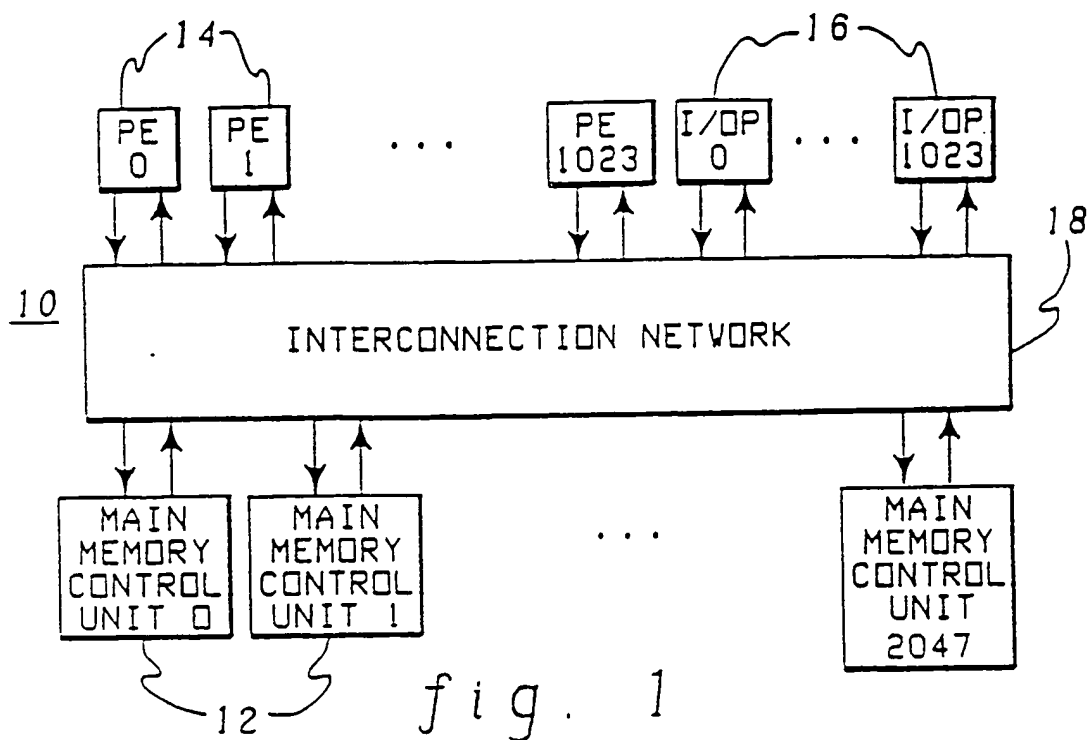 14
16
PE
0
PE
1
...
PE
1023
I/OP
0
...
I/OP
1023
18
10
INTERCONNECTION NETWORK
MAIN
MEMORY
CONTROL
UNIT 0
MAIN
MEMORY
CONTROL
UNIT 1
...
MAIN
MEMORY
CONTROL
UNIT
2047
12
fig. 1